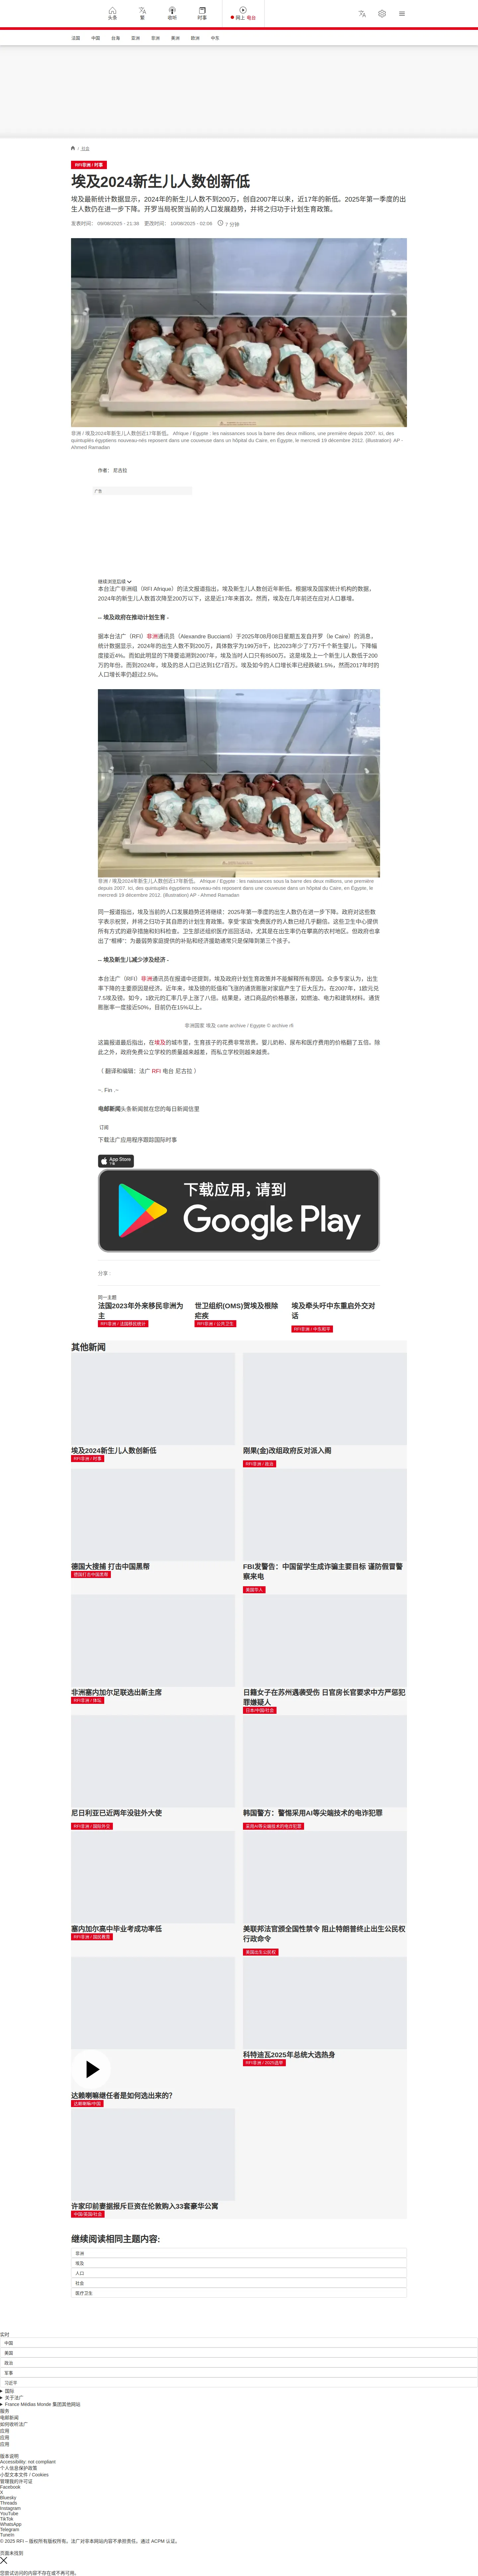 头条
繁
收听
时事
网上 电台
法国
中国
台海
亚洲
非洲
美洲
欧洲
中东
/ 埃及
RFI非洲 / 时事
埃及2024新生儿人数创新低
埃及最新统计数据显示，2024年的新生儿人数不到200万，创自2007年以来，近17年的新低。2025年第一季度的出生人数仍在进一步下降。开罗当局祝贺当前的人口发展趋势，并将之归功于计划生育政策。
发表时间： 09/08/2025 - 21:38 更改时间： 10/08/2025 - 02:08 7 分钟
非洲 / 埃及2024年新生儿人数创近17年新低。 Afrique / Egypte : les naissances sous la barre des deux millions, une première depuis 2007. Ici, des quintuplés égyptiens nouveau-nés reposent dans une couveuse dans un hôpital du Caire, en Égypte, le mercredi 19 décembre 2012. (illustration) AP - Ahmed Ramadan
作者： 尼古拉
广告
继续浏览后续
本台法广非洲组（RFI Afrique）的法文报道指出，埃及新生儿人数创近年新低。根据埃及国家统计机构的数据，2024年的新生儿人数首次降至200万以下，这是近17年来首次。然而，埃及在几年前还在应对人口暴增。
-- 埃及政府在推动计划生育 -
据本台法广（RFI）非洲通讯员（Alexandre Buccianti）于2025年08月08日星期五发自开罗（le Caire）的消息，统计数据显示，2024年的出生人数不到200万，具体数字为199万8千，比2023年少了7万7千个新生婴儿，下降幅度接近4%。而如此明显的下降要追溯到2007年，埃及当时人口只有8500万。这意味着埃及上一个新生儿人数低于200万的年份。而到2024年，埃及的总人口已达到1亿7百万。埃及如今的人口增长率已经跌破1.5%，然而2017年时的人口增长率仍超过2.5%。
非洲 / 埃及2024年新生儿人数创近17年新低。 Afrique / Egypte : les naissances sous la barre des deux millions, une première depuis 2007. Ici, des quintuplés égyptiens nouveau-nés reposent dans une couveuse dans un hôpital du Caire, en Égypte, le mercredi 19 décembre 2012. (illustration) AP - Ahmed Ramadan
同一报道指出，埃及当前的人口发展趋势还将继续：2025年第一季度的出生人数仍在进一步下降。政府对这些数字表示祝贺，并将之归功于其自愿的计划生育政策。享受“家庭”免费医疗的人数已经几乎翻倍。这些卫生中心提供所有方式的避孕措施和妇科检查。卫生部还组织医疗巡回活动，尤其是在出生率仍在攀高的农村地区。但政府也拿出了“根棒”：为最弱势家庭提供的补贴和经济援助通常只是保障到第三个孩子。
-- 埃及新生儿减少涉及经济 -
本台法广（RFI）非洲通讯员在报道中还提到，埃及政府计划生育政策并不能解释所有原因。众多专家认为，出生率下降的主要原因是经济。近年来，埃及镑的贬值和飞涨的通货膨胀对家庭产生了巨大压力。在2007年，1欧元兑7.5埃及镑。如今，1欧元的汇率几乎上涨了八倍。结果是，进口商品的价格暴涨，如燃油、电力和建筑材料。通货膨胀率一度接近50%，目前仍在15%以上。
非洲国家 埃及 carte archive / Egypte © archive rfi
这篇报道最后指出，在埃及的城市里，生育孩子的花费非常昂贵。婴儿奶粉、尿布和医疗费用的价格翻了五倍。除此之外，政府免费公立学校的质量越来越差，而私立学校则越来越贵。
（ 翻译和编辑：法广 RFI 电台 尼古拉 ）
~. Fin .~
电邮新闻头条新闻就在您的每日新闻信里
订阅
下载法广应用程序跟踪国际时事
App Store
下载应用，请到
Google Play
分享 :
同一主题
法国2023年外来移民非洲为主
RFI非洲 / 法国移民统计
世卫组织(OMS)贺埃及根除疟疾
RFI非洲 / 公共卫生
埃及牵头吁中东重启外交对话
RFI非洲 / 中东和平
其他新闻
埃及2024新生儿人数创新低
RFI非洲 / 时事
刚果(金)改组政府反对派入阁
RFI非洲 / 政治
德国大搜捕 打击中国黑帮
德国打击中国黑帮
FBI发警告：中国留学生成诈骗主要目标 谨防假冒警察来电
美国华人
非洲塞内加尔足联选出新主席
RFI非洲 / 体坛
日籍女子在苏州遇袭受伤 日官房长官要求中方严惩犯罪嫌疑人
日本/中国/社会
尼日利亚已近两年没驻外大使
RFI非洲 / 国际外交
韩国警方：警惕采用AI等尖端技术的电诈犯罪
采用AI等尖端技术的电诈犯罪
塞内加尔高中毕业考成功率低
RFI非洲 / 国民教育
美联邦法官颁全国性禁令 阻止特朗普终止出生公民权行政命令
美国出生公民权
达赖喇嘛继任者是如何选出来的？
达赖喇嘛/中国
科特迪瓦2025年总统大选热身
RFI非洲 / 2025选举
许家印前妻据报斥巨资在伦敦购入33套豪华公寓
中国/英国/社会
继续阅读相同主题内容:
非洲
埃及
人口
社会
医疗卫生
实时
中国
美国
政治
军事
习近平
国际
关于法广
France Médias Monde 集团其他网站
服务
电邮新闻
如何收听法广
应用
应用
应用
版本说明
Accessibility: not compliant
个人信息保护政策
小型文本文件 / Cookies
管理我的许可证
Facebook
X
Bluesky
Threads
Instagram
YouTube
TikTok
WhatsApp
Telegram
TuneIn
© 2025 RFI – 版权所有版权所有。法广对非本网站内容不承担责任。通过 ACPM 认证。
页面未找到
您尝试访问的内容不存在或不再可用。